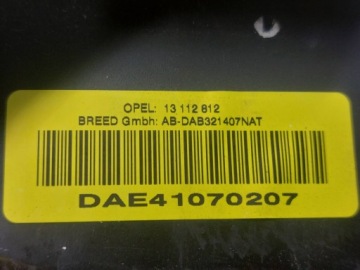 OPEL: 13 112 812
BREED Gmbh: AB-DAB321407NAT
DAE41070207